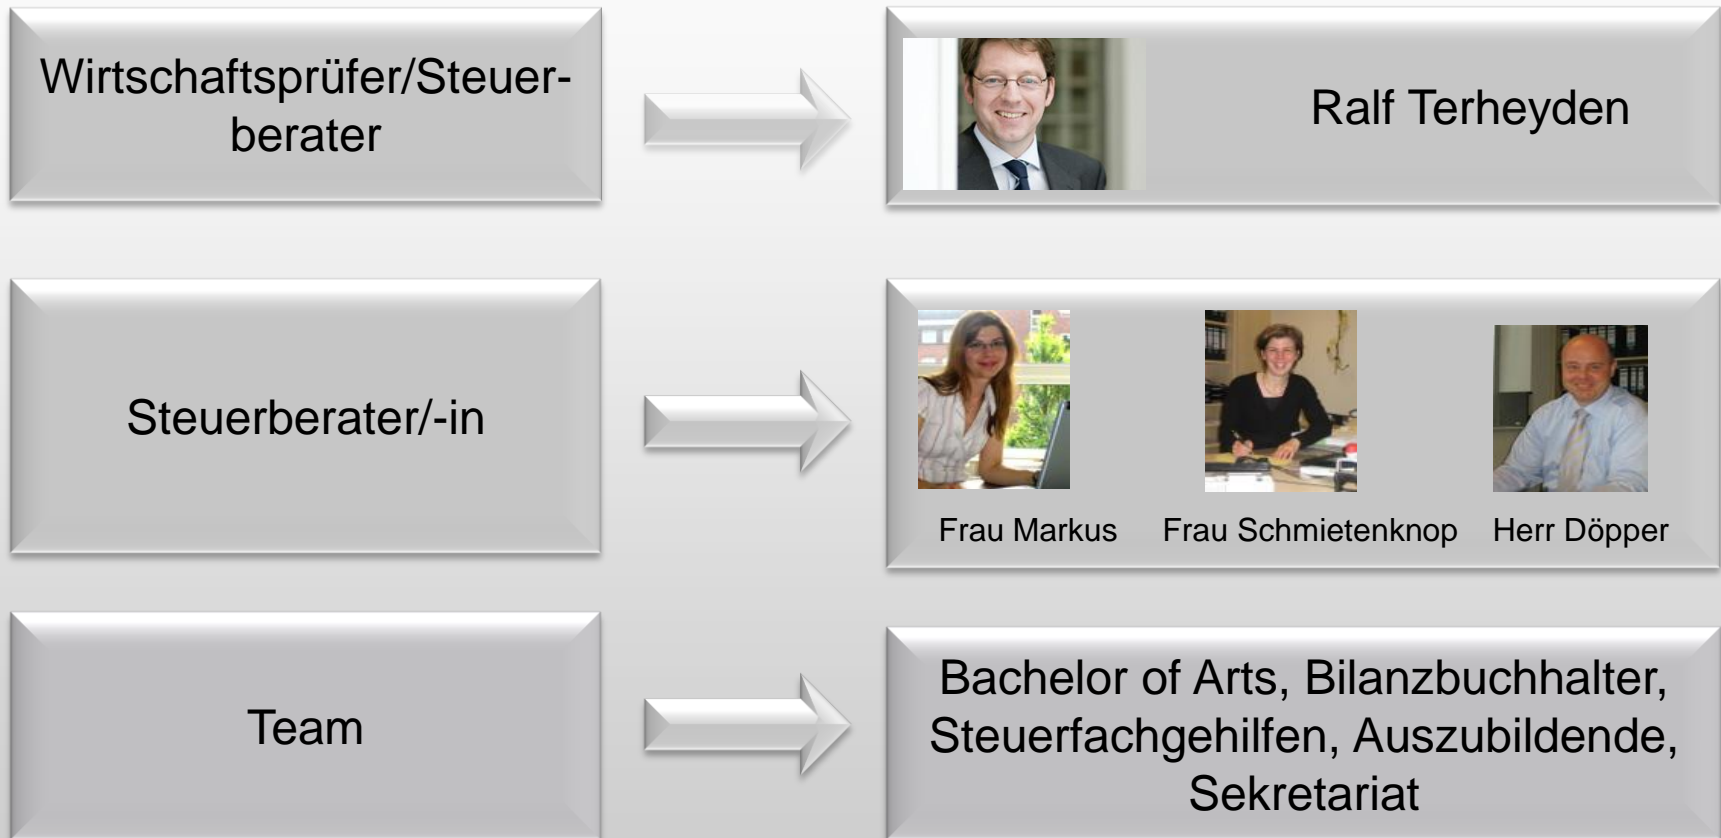 Wirtschaftsprüfer/Steuer-
berater
Ralf Terheyden
Steuerberater/-in
Frau Markus
Frau Schmietenknop
Herr Döpper
Team
Bachelor of Arts, Bilanzbuchhalter,
Steuerfachgehilfen, Auszubildende,
Sekretariat